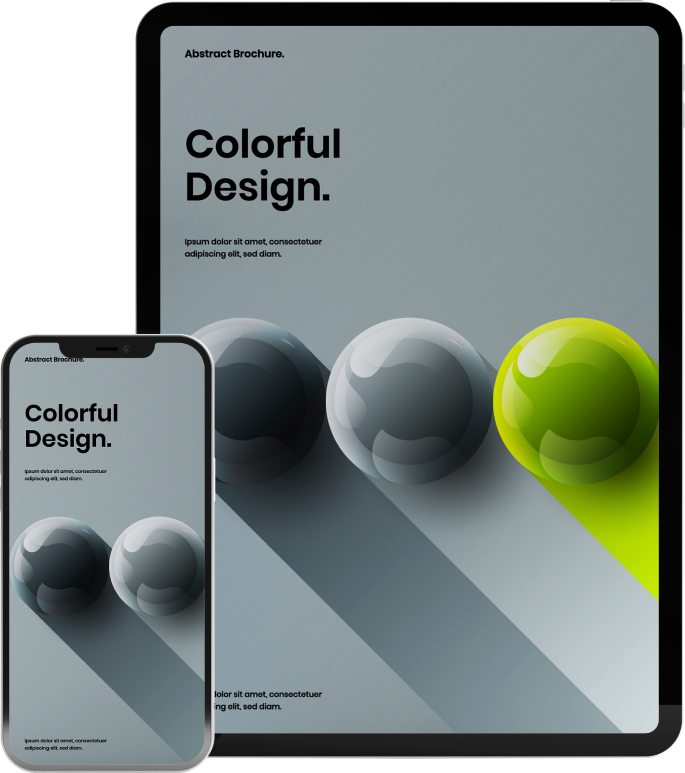 Abstract Brochure.
Colorful
Design.
Ipsum dolor sit amet, consectetuer
adipiscing elit, sed diam.
dolor sit amet, consectetuer
ing elit, sed diam.
Abstract Brochure.
Colorful
Design.
Ipsum dolor sit amet, consectetuer
adipiscing elit, sed diam.
Ipsum dolor sit amet, consectetuer
adipiscing elit, sed diam.